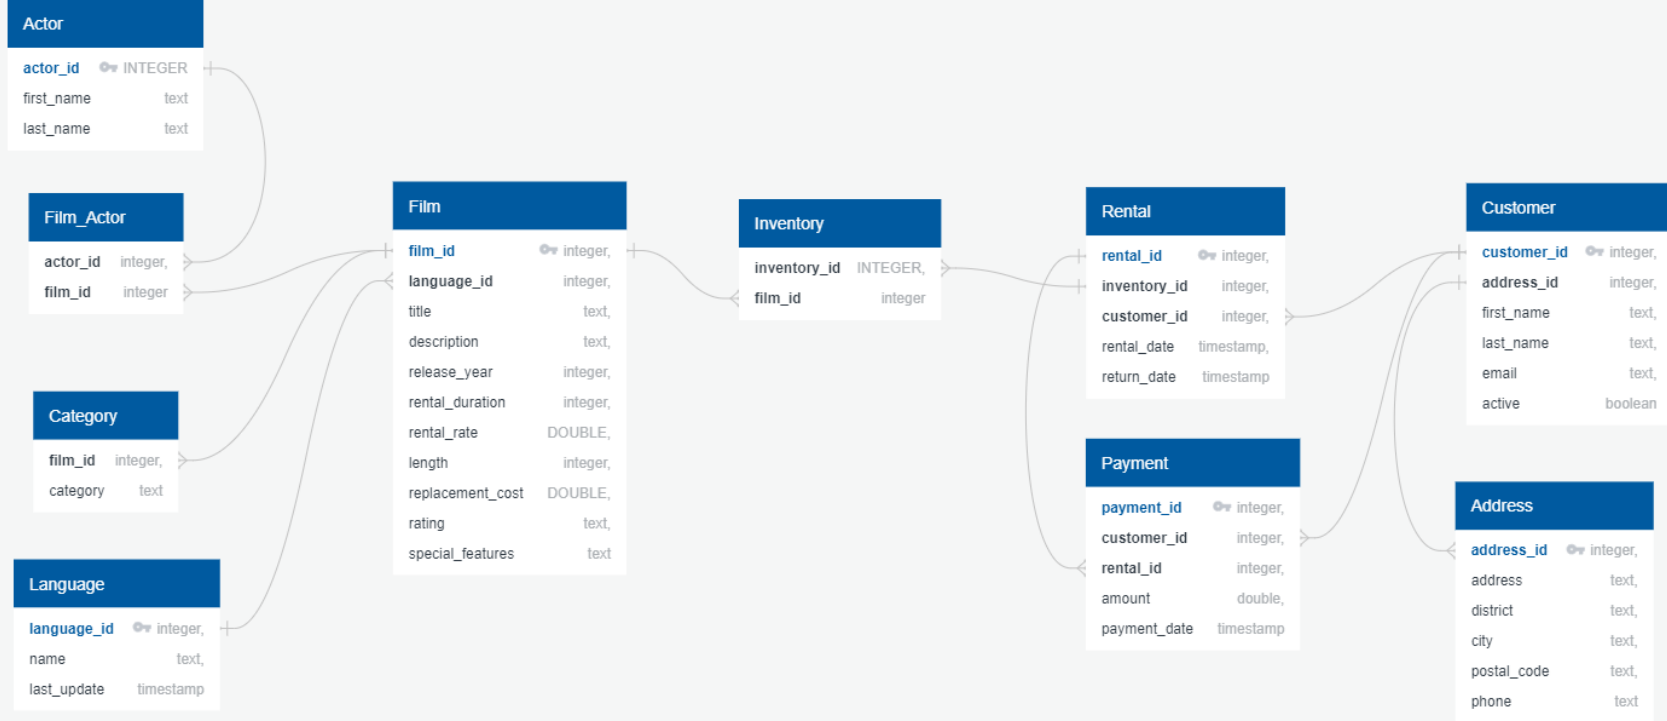 Actor
actor_id INTEGER
first_name text
last_name text
Film_Actor
actor_id integer,
film_id integer
Category
film_id integer,
category text
Language
language_id integer,
name text,
last_update timestamp
Film
film_id integer,
language_id integer,
title text,
description text,
release_year integer,
rental_duration integer,
rental_rate DOUBLE,
length integer,
replacement_cost DOUBLE,
rating text,
special_features text
Inventory
inventory_id INTEGER,
film_id integer
Rental
rental_id integer,
inventory_id integer,
customer_id integer,
rental_date timestamp,
return_date timestamp
Payment
payment_id integer,
customer_id integer,
rental_id integer,
amount double,
payment_date timestamp
Customer
customer_id integer,
address_id integer,
first_name text,
last_name text,
email text,
active boolean
Address
address_id integer,
address text,
district text,
city text,
postal_code text,
phone text